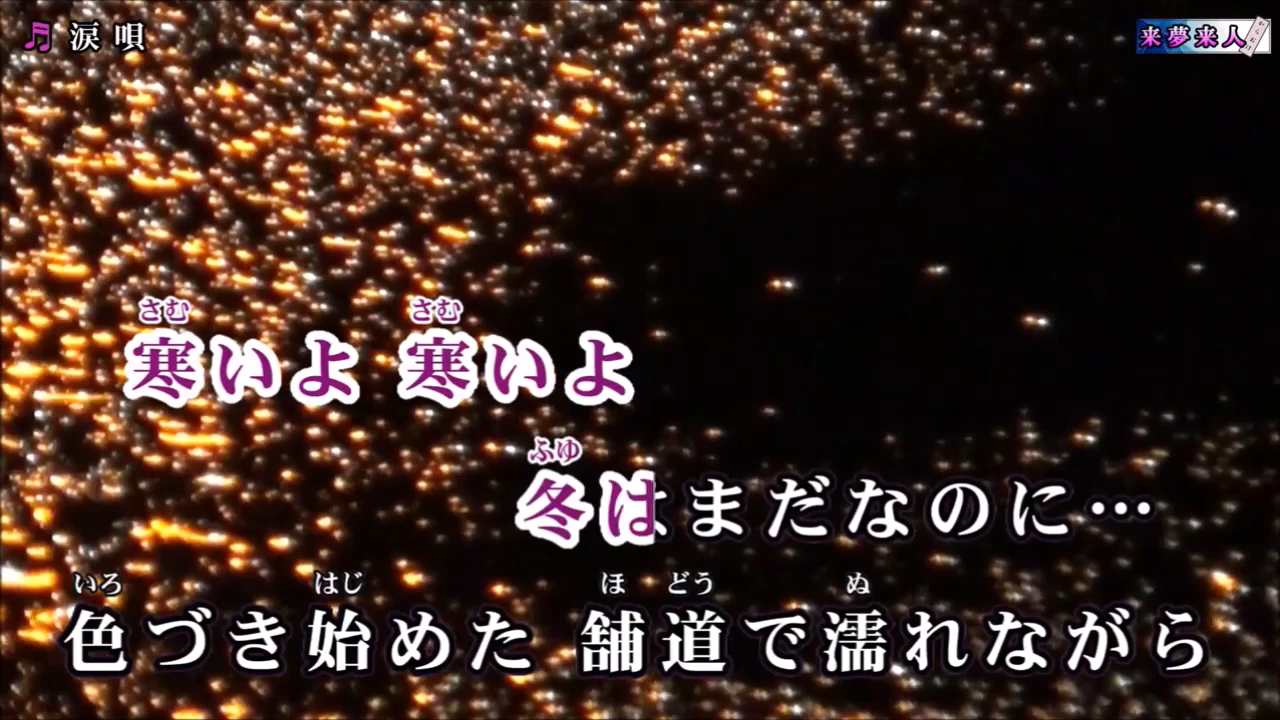 ♬ 涙唄
来夢来人
さむ さむ
寒いよ 寒いよ
ふゆ
冬はまだなのに…
いろ はじ ほ どう ぬ
色づき始めた 舗道で濡れながら